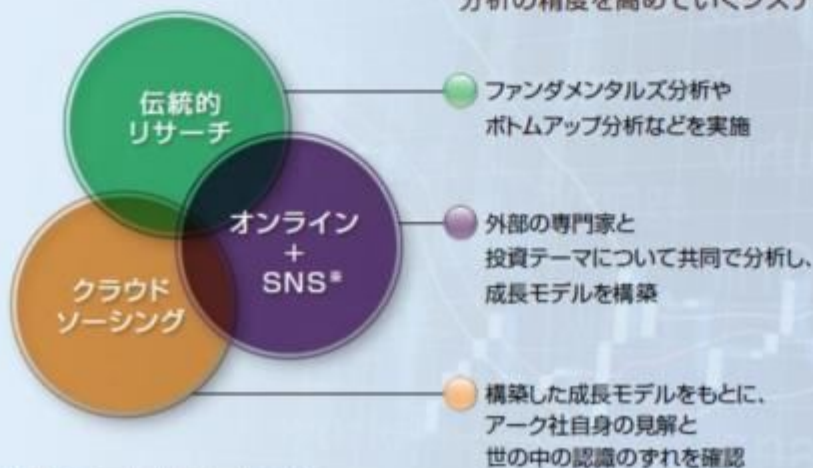 分析の精度を高めていくシステ
伝統的
リサーチ
ファンダメンタルズ分析や
ボトムアップ分析などを実施
オンライン
+
SNS※
外部の専門家と
投資テーマについて共同で分析し、
成長モデルを構築
クラウド
ソーシング
構築した成長モデルをもとに、
アーク社自身の見解と
世の中の認識のずれを確認